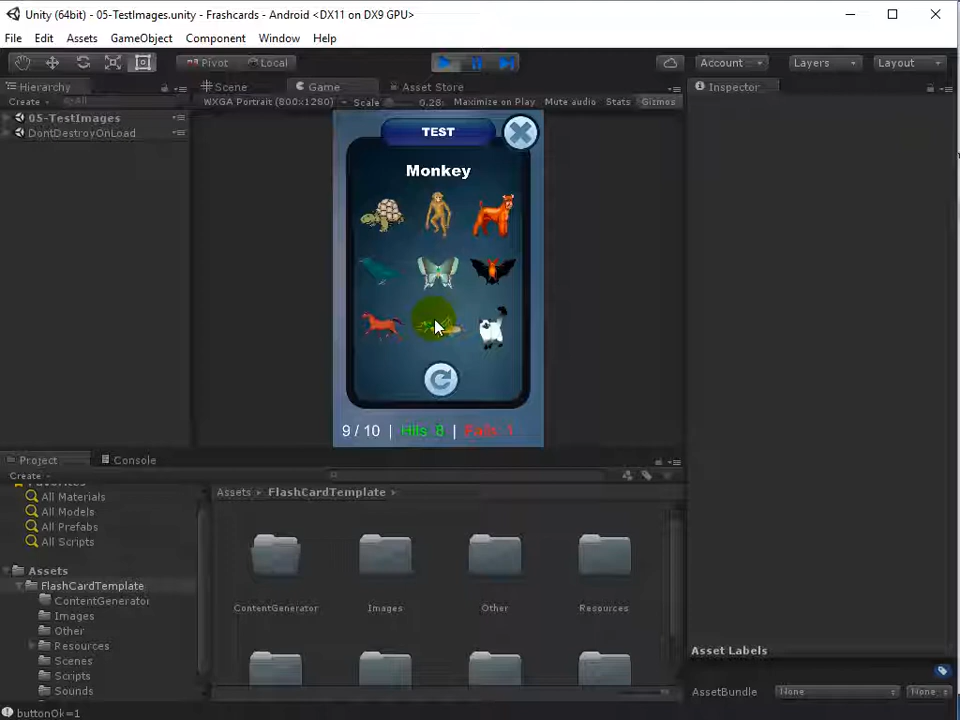 Unity (64bit) - 05-TestImages.unity - Frashcards - Android <DX11 on DX9 GPU>
File Edit Assets GameObject Component Window Help
Pivot Local Account Layers Layout
Hierarchy Scene Game Asset Store Inspector
Create All WXGA Portrait (800x1280) Scale 0.28: Maximize on Play Mute audio Stats Gizmos
05-TestImages
DontDestroyOnLoad
TEST
Monkey
9 / 10 | Hits 8 | Fails 1
Project Console
Create
Favorites
All Materials
All Models
All Prefabs
All Scripts
Assets
FlashCardTemplate
ContentGenerator
Images
Other
Resources
Scenes
Scripts
Sounds
Assets FlashCardTemplate
ContentGenerator Images Other Resources
Asset Labels
AssetBundle None None
buttonOk=1